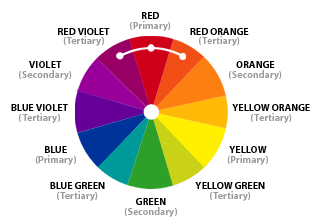 RED
(Primary)
RED VIOLET
(Tertiary)
RED ORANGE
(Tertiary)
VIOLET
(Secondary)
ORANGE
(Secondary)
BLUE VIOLET
(Tertiary)
YELLOW ORANGE
(Tertiary)
BLUE
(Primary)
YELLOW
(Primary)
BLUE GREEN
(Tertiary)
YELLOW GREEN
(Tertiary)
GREEN
(Secondary)